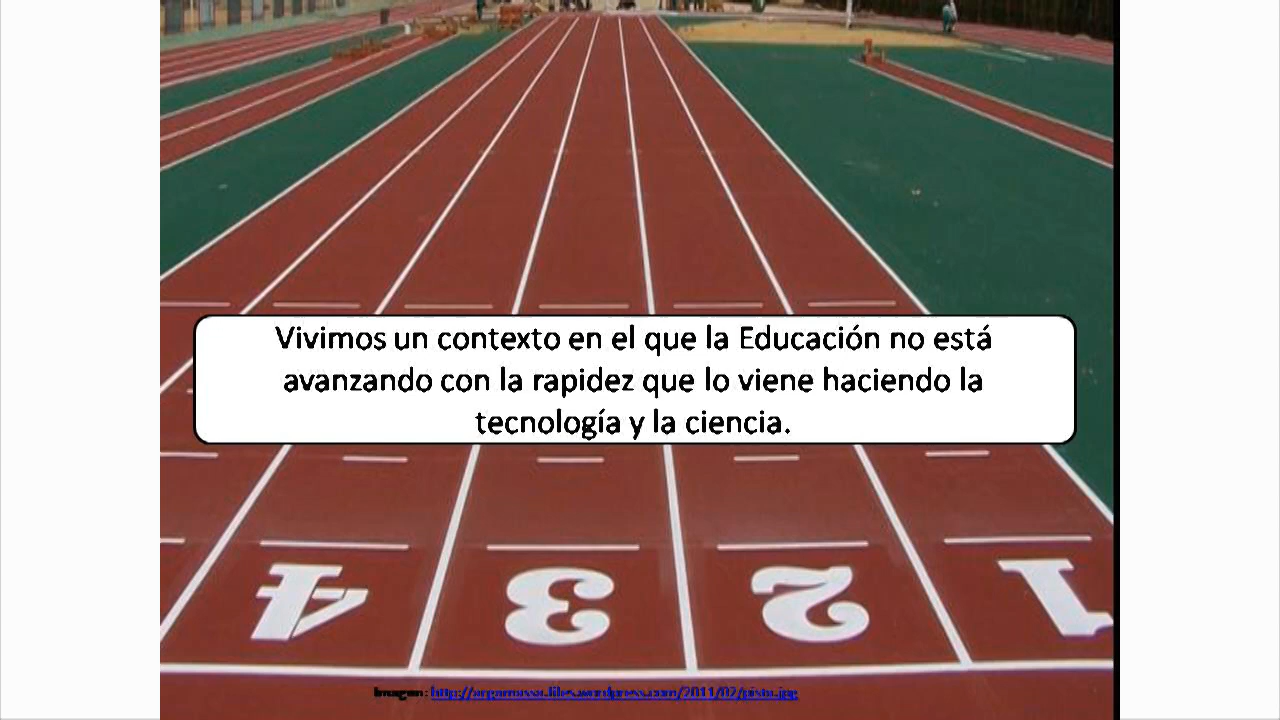 Vivimos un contexto en el que la Educación no está
avanzando con la rapidez que lo viene haciendo la
tecnología y la ciencia.
4 3 2 1
Imagen: